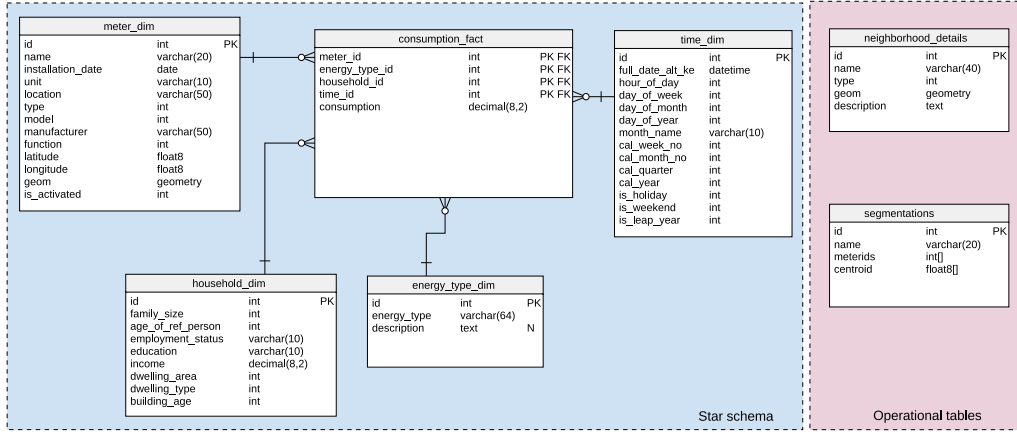 meter_dim
id int PK
name varchar(20)
installation_date date
unit varchar(10)
location varchar(50)
type int
model int
manufacturer varchar(50)
function int
latitude float8
longitude float8
geom geometry
is_activated int
consumption_fact
meter_id int PK FK
energy_type_id int PK FK
household_id int PK FK
time_id int PK FK
consumption decimal(8,2)
time_dim
id int PK
full_date_alt_ke datetime
hour_of_day int
day_of_week int
day_of_month int
day_of_year int
month_name varchar(10)
cal_week_no int
cal_month_no int
cal_quarter int
cal_year int
is_holiday int
is_weekend int
is_leap_year int
neighborhood_details
id int PK
name varchar(40)
type int
geom geometry
description text
segmentations
id int PK
name varchar(20)
meterids int[]
centroid float8[]
household_dim
id int PK
family_size int
age_of_ref_person int
employment_status varchar(10)
education varchar(10)
income decimal(8,2)
dwelling_area int
dwelling_type int
building_age int
energy_type_dim
id int PK
energy_type varchar(64)
description text N
Star schema
Operational tables